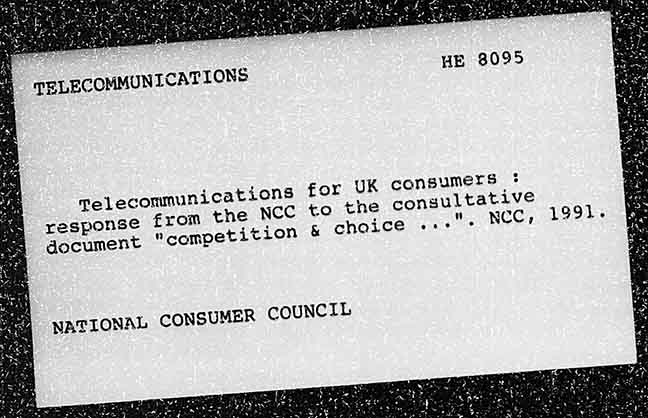 TELECOMMUNICATIONS HE 8095
Telecommunications for UK consumers :
response from the NCC to the consultative
document "competition & choice ...". NCC, 1991.
NATIONAL CONSUMER COUNCIL